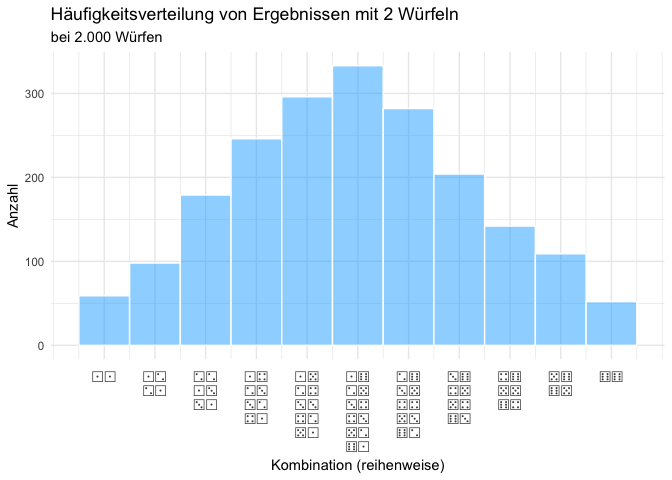 Häufigkeitsverteilung von Ergebnissen mit 2 Würfeln
bei 2.000 Würfen
Anzahl
300
200
100
0
Kombination (reihenweise)